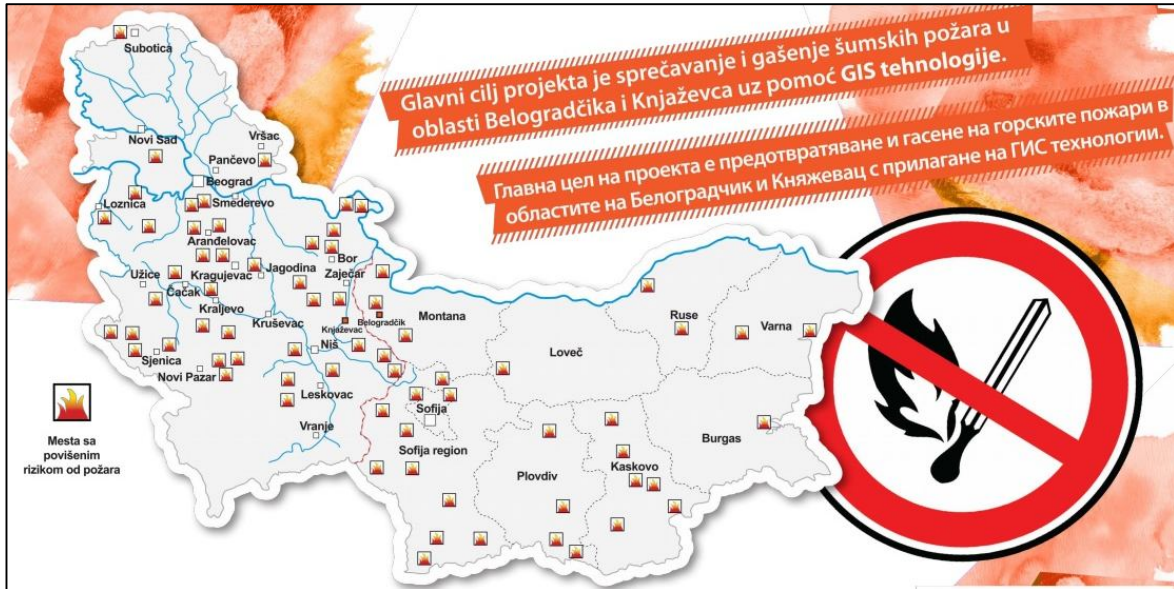 Glavni cilj projekta je sprečavanje i gašenje šumskih požara u
oblasti Belogradčika i Knjaževca uz pomoć GIS tehnologije.
Главна цел на проекта е предотвратяване и гасене на горските пожари в
областите на Белоградчик и Княжевац с прилагане на ГИС технологии.
Subotica
Novi Sad
Vršac
Pančevo
Beograd
Loznica
Smederevo
Aranđelovac
Bor
Užice
Kragujevac
Jagodina
Zaječar
Čačak
Kraljevo
Kruševac
Knjaževac
Belogradčik
Montana
Niš
Sjenica
Novi Pazar
Leskovac
Vranje
Loveč
Ruse
Varna
Sofija
Sofija region
Plovdiv
Kaskovo
Burgas
Mesta sa
povišenim
rizikom od požara